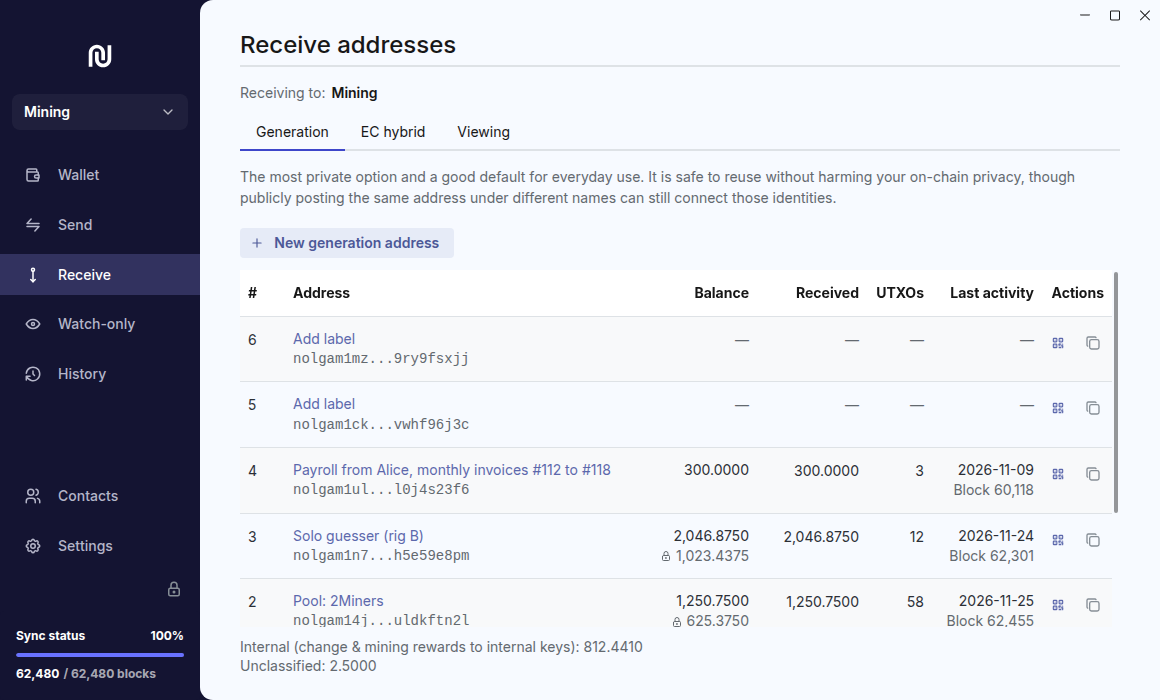 Receive addresses
Mining
Receiving to: Mining
Generation EC hybrid Viewing
The most private option and a good default for everyday use. It is safe to reuse without harming your on-chain privacy, though
publicly posting the same address under different names can still connect those identities.
New generation address
# Address Balance Received UTXOs Last activity Actions
6 Add label — — — —
nolgam1mz...9ry9fsxjj
5 Add label — — — —
nolgam1ck...vwhf96j3c
4 Payroll from Alice, monthly invoices #112 to #118 300.0000 300.0000 3 2026-11-09
nolgam1ul...l0j4s23f6 Block 60,118
3 Solo guesser (rig B) 2,046.8750 2,046.8750 12 2026-11-24
nolgam1n7...h5e59e8pm 1,023.4375 Block 62,301
2 Pool: 2Miners 1,250.7500 1,250.7500 58 2026-11-25
nolgam14j...uldkftn2l 625.3750 Block 62,455
Internal (change & mining rewards to internal keys): 812.4410
Unclassified: 2.5000
Wallet
Send
Receive
Watch-only
History
Contacts
Settings
Sync status 100%
62,480 / 62,480 blocks